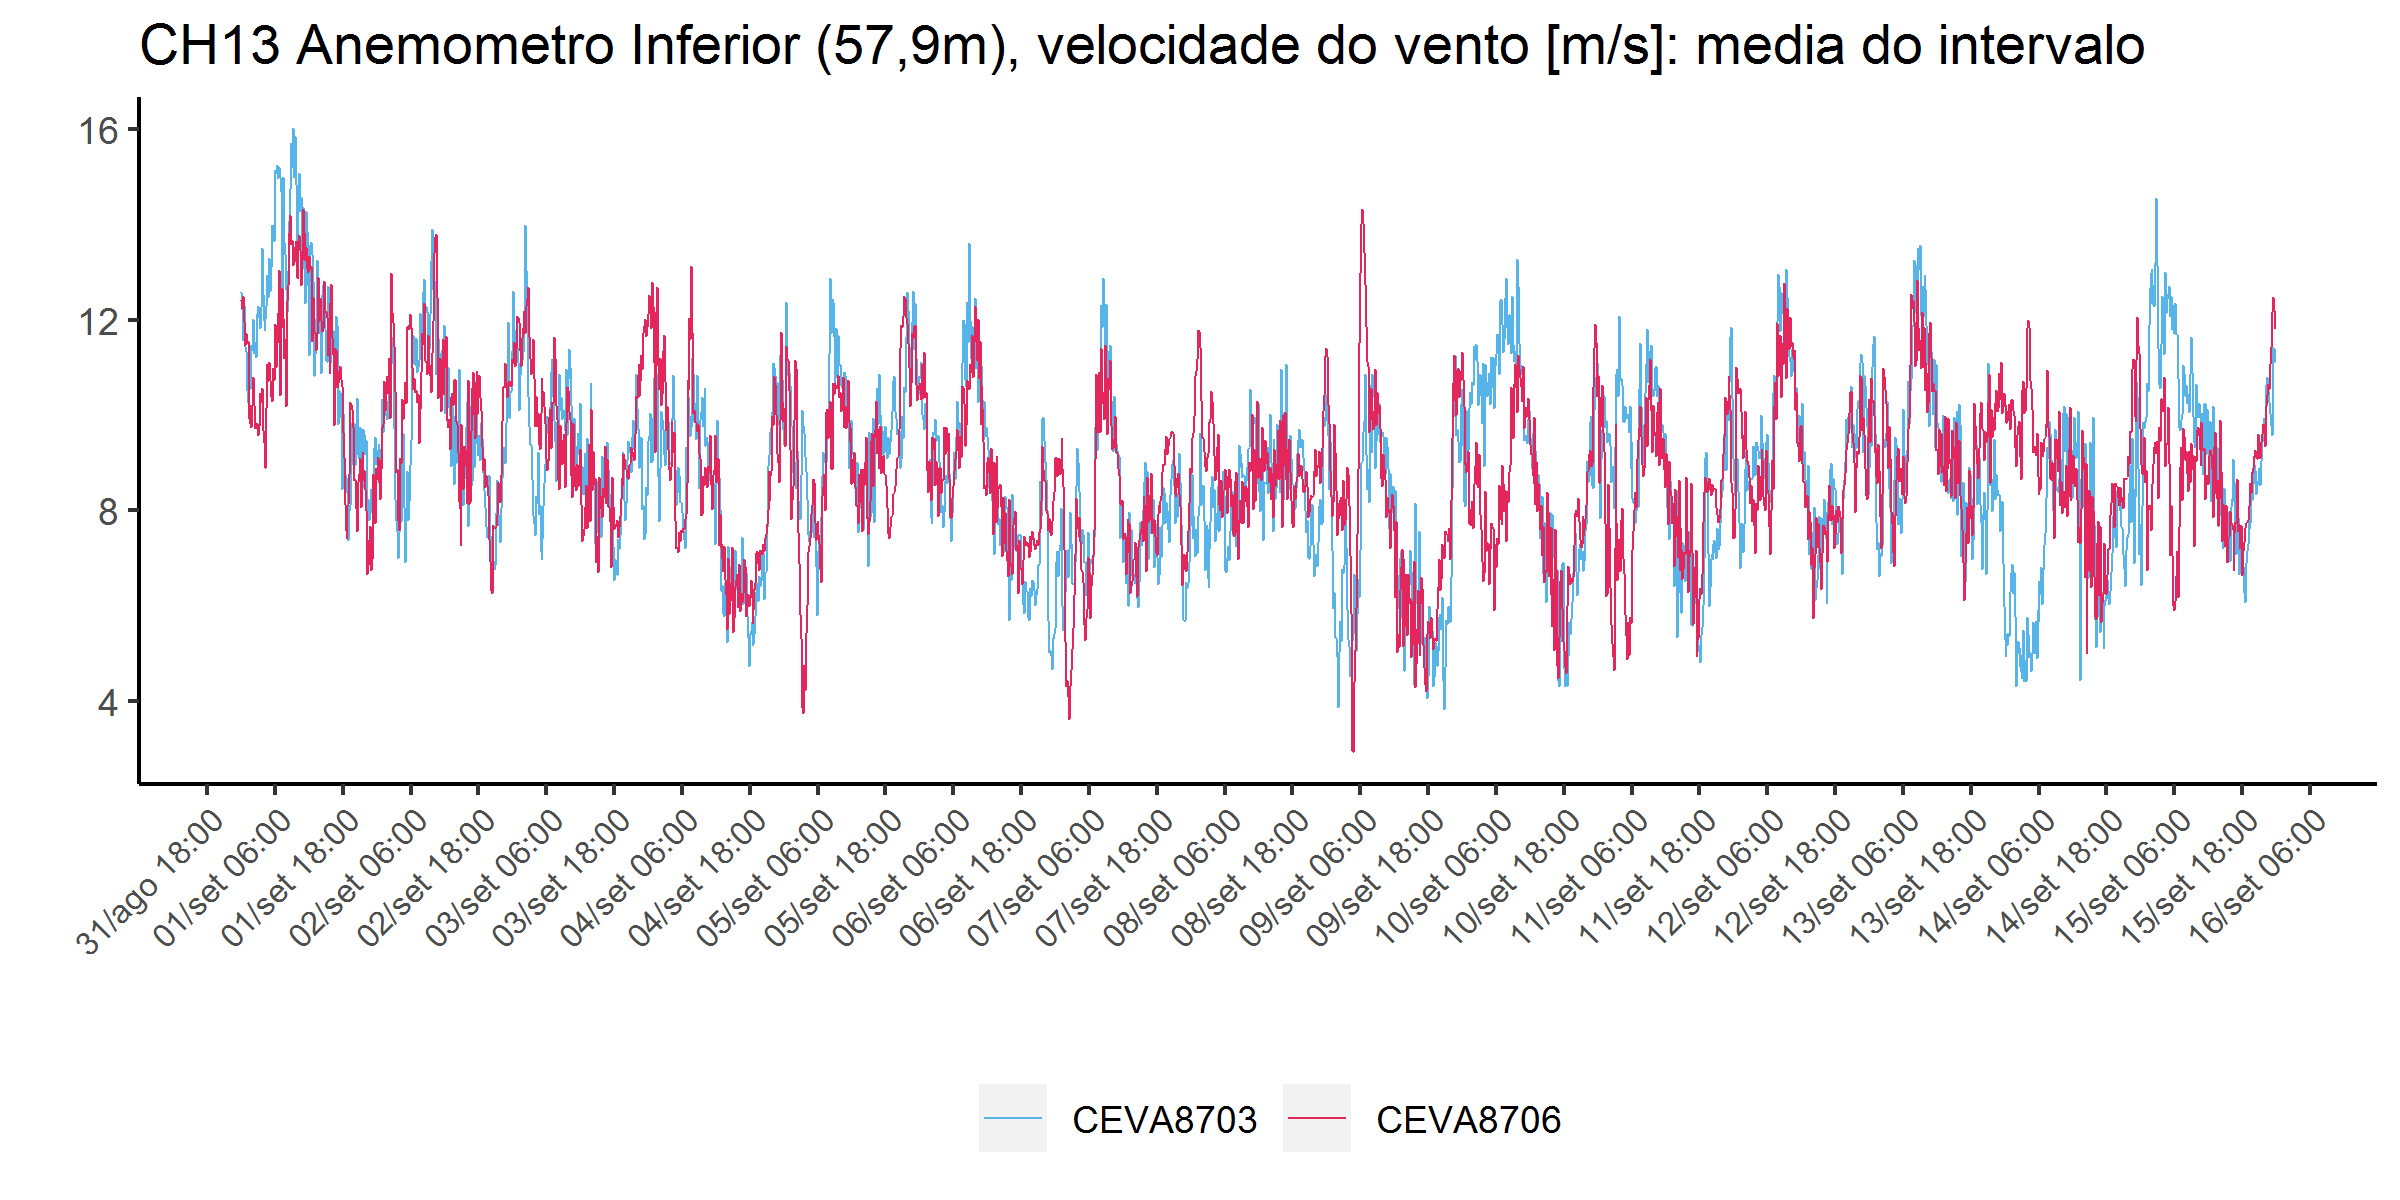 CH13 Anemometro Inferior (57,9m), velocidade do vento [m/s]: media do intervalo
16
12
8
4
31/ago 18:00
01/set 06:00
01/set 18:00
02/set 06:00
02/set 18:00
03/set 06:00
03/set 18:00
04/set 06:00
04/set 18:00
05/set 06:00
05/set 18:00
06/set 06:00
06/set 18:00
07/set 06:00
07/set 18:00
08/set 06:00
08/set 18:00
09/set 06:00
09/set 18:00
10/set 06:00
10/set 18:00
11/set 06:00
11/set 18:00
12/set 06:00
12/set 18:00
13/set 06:00
13/set 18:00
14/set 06:00
14/set 18:00
15/set 06:00
15/set 18:00
16/set 06:00
CEVA8703 CEVA8706